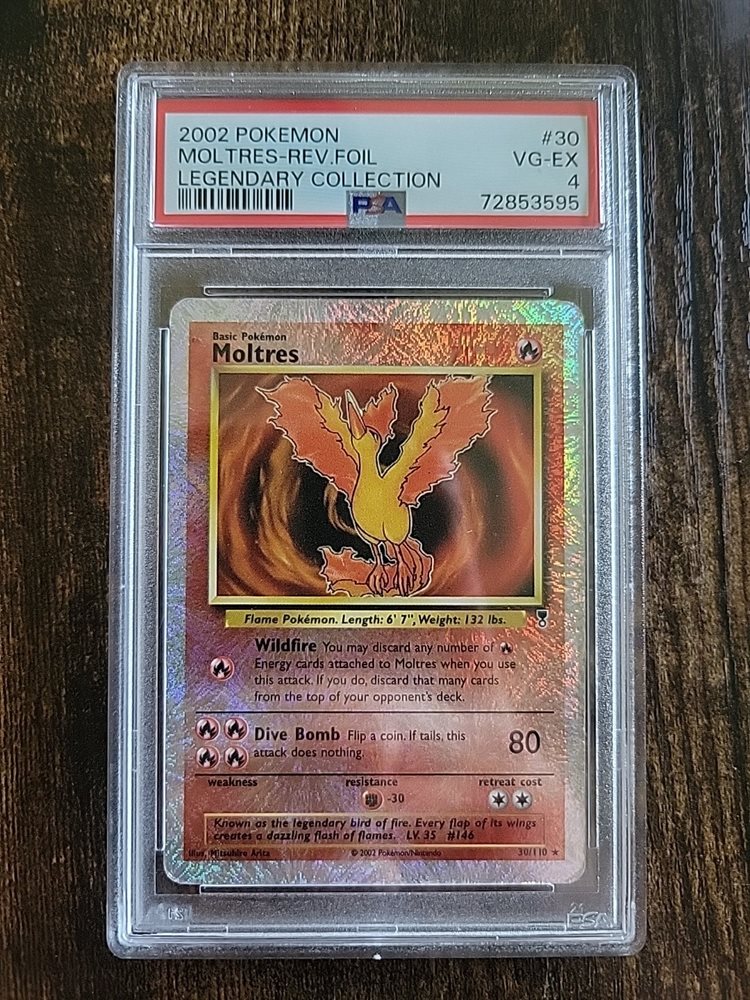 2002 POKEMON #30
MOLTRES-REV.FOIL VG-EX
LEGENDARY COLLECTION 4
PSA 72853595
Basic Pokémon
Moltres
Flame Pokémon. Length: 6' 7", Weight: 132 lbs.
Wildfire You may discard any number of
Energy cards attached to Moltres when you use
this attack. If you do, discard that many cards
from the top of your opponent's deck.
Dive Bomb Flip a coin. If tails, this
attack does nothing.
80
weakness resistance retreat cost
-30
Known as the legendary bird of fire. Every flap of its wings
creates a dazzling flash of flames. LV. 35 #146
Illus. Mitsuhiro Arita © 2002 Pokémon/Nintendo 30/110 ★